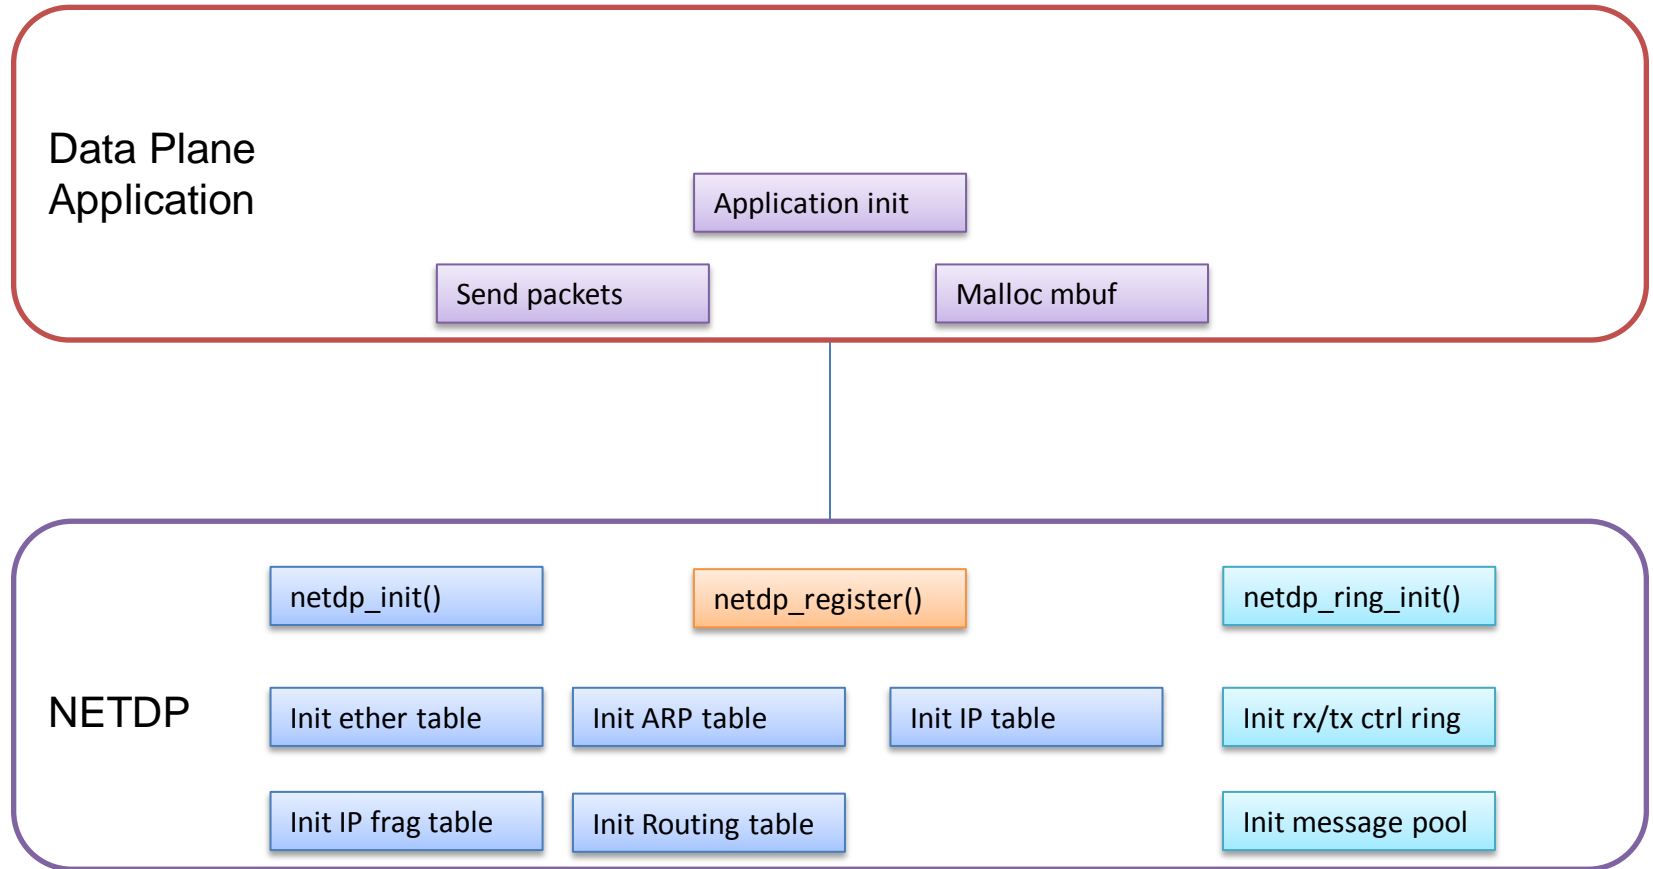 Data Plane
Application
Application init
Send packets
Malloc mbuf
netdp_init()
netdp_register()
netdp_ring_init()
NETDP
Init ether table
Init ARP table
Init IP table
Init rx/tx ctrl ring
Init IP frag table
Init Routing table
Init message pool